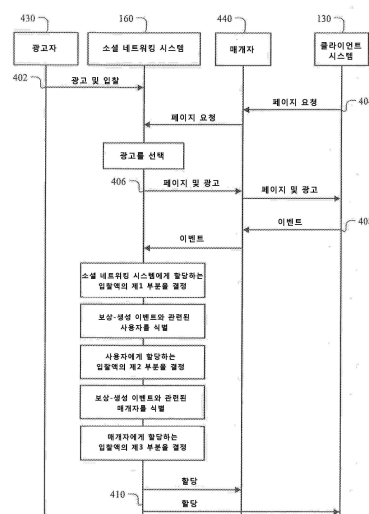 430
160
440
130
광고자
소셜 네트워킹 시스템
매개자
클라이언트
시스템
402
광고 및 입찰
페이지 요청
페이지 요청
광고를 선택
406
페이지 및 광고
페이지 및 광고
이벤트
이벤트
소셜 네트워킹 시스템에게 할당하는
입찰액의 제1 부분을 결정
보상-생성 이벤트와 관련된
사용자를 식별
사용자에게 할당하는
입찰액의 제2 부분을 결정
보상-생성 이벤트와 관련된
매개자를 식별
매개자에게 할당하는
입찰액의 제3 부분을 결정
할당
410
할당